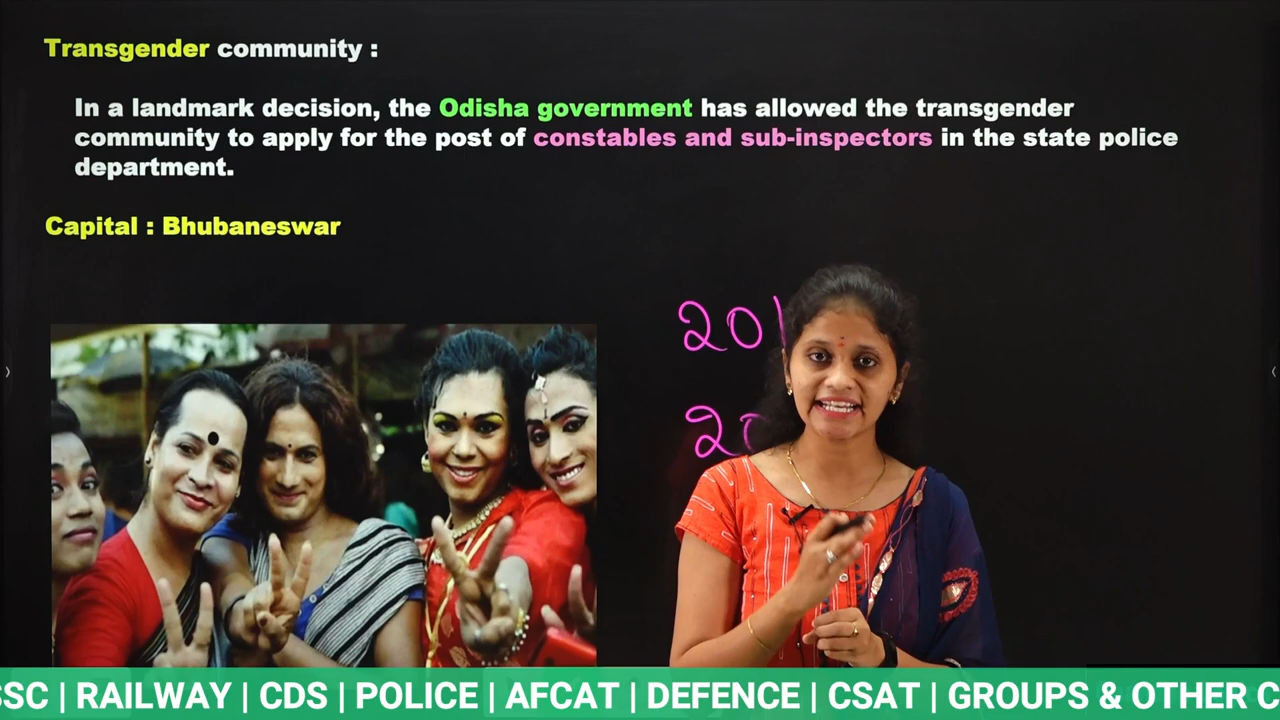 Transgender community :
In a landmark decision, the Odisha government has allowed the transgender
community to apply for the post of constables and sub-inspectors in the state police
department.
Capital : Bhubaneswar
201
20
SSC | RAILWAY | CDS | POLICE | AFCAT | DEFENCE | CSAT | GROUPS & OTHER C